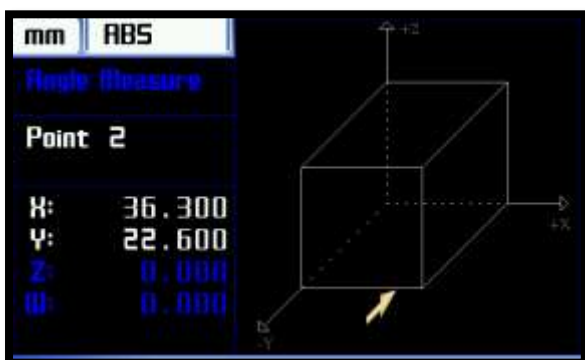 mm ABS
Angle Measure
Point 2
X: 36.300
Y: 22.600
Z: 0.000
W: 0.000
+Z
+X
-Y